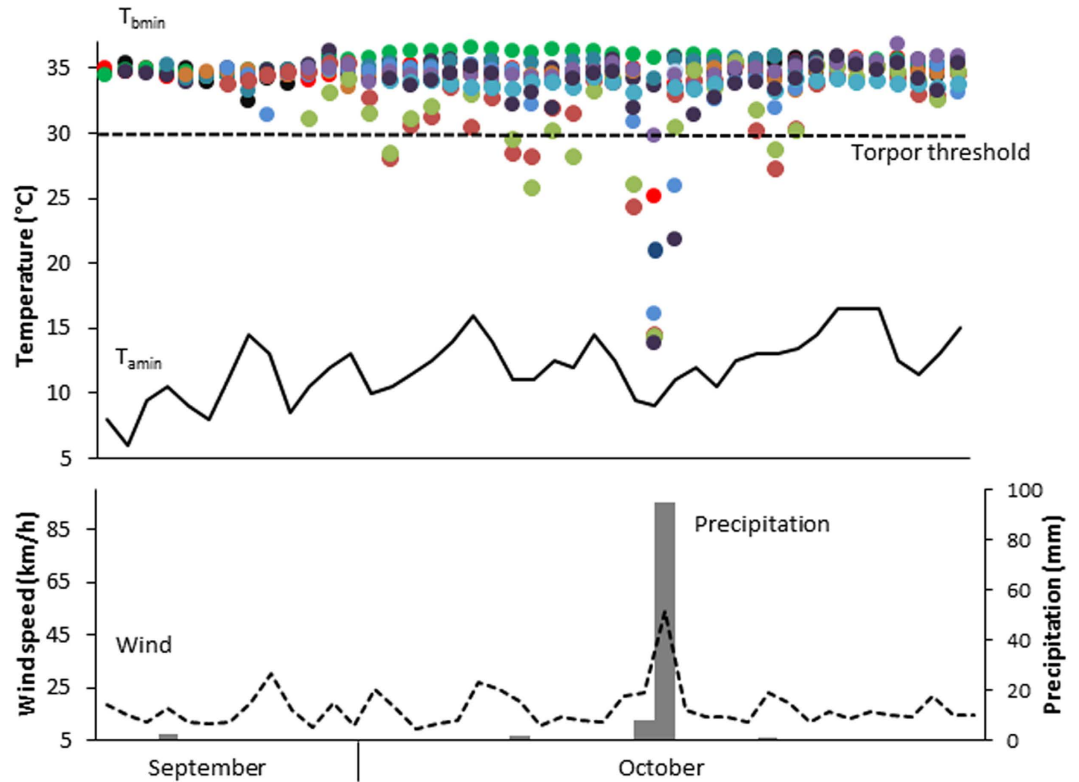 Tbmin
35
30
25
20
15
10
5
Temperature (°C)
Torpor threshold
Tamin
85
65
45
25
5
Wind speed (km/h)
Precipitation
Wind
100
80
60
40
20
0
Precipitation (mm)
September
October